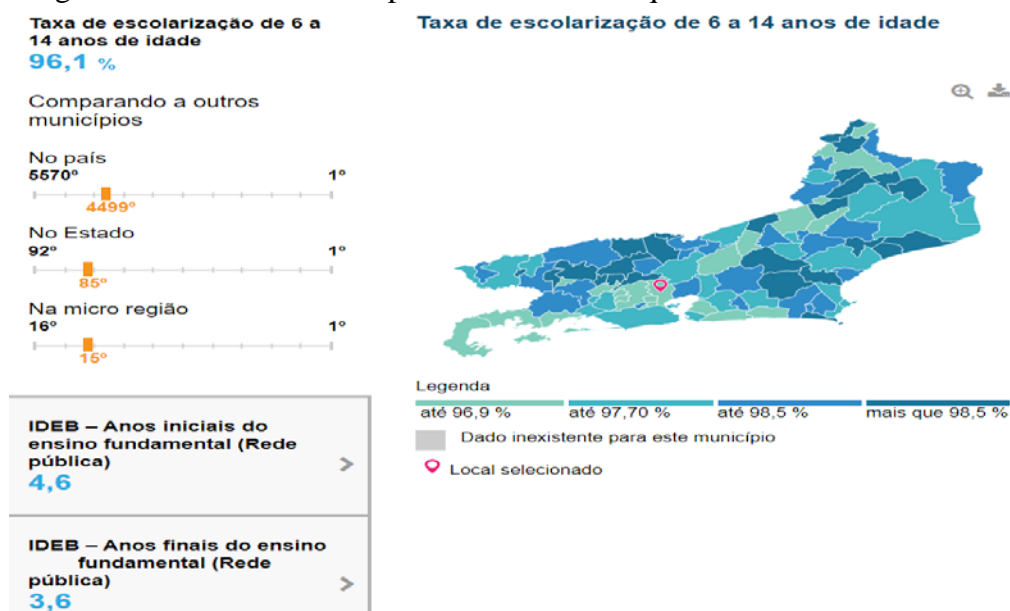 Taxa de escolarização de 6 a
14 anos de idade
96,1 %
Comparando a outros
municípios
No país
5570º 1º
4499º
No Estado
92º 1º
85º
Na micro região
16º 1º
15º
IDEB – Anos iniciais do
ensino fundamental (Rede
pública)
4,6
IDEB – Anos finais do ensino
fundamental (Rede
pública)
3,6
Taxa de escolarização de 6 a 14 anos de idade
Legenda
até 96,9 % até 97,70 % até 98,5 % mais que 98,5 %
Dado inexistente para este município
Local selecionado